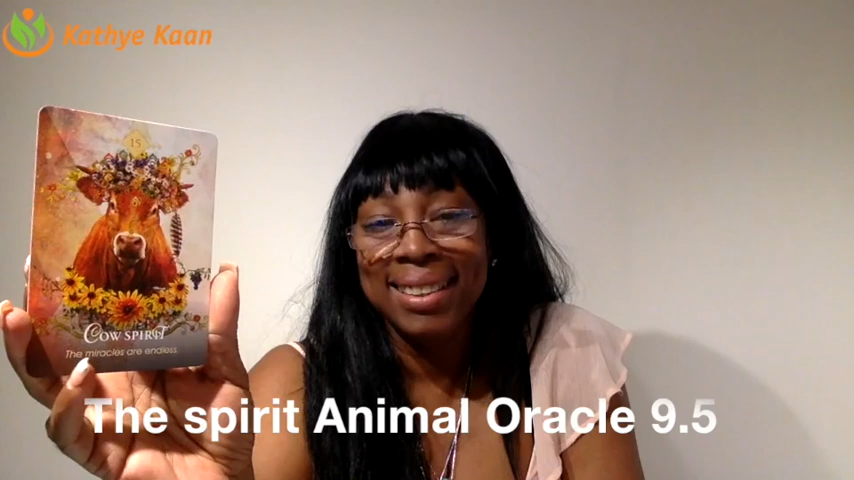 Kathye Kaan
15
COW SPIRIT
The miracles are endless.
The spirit Animal Oracle 9.5